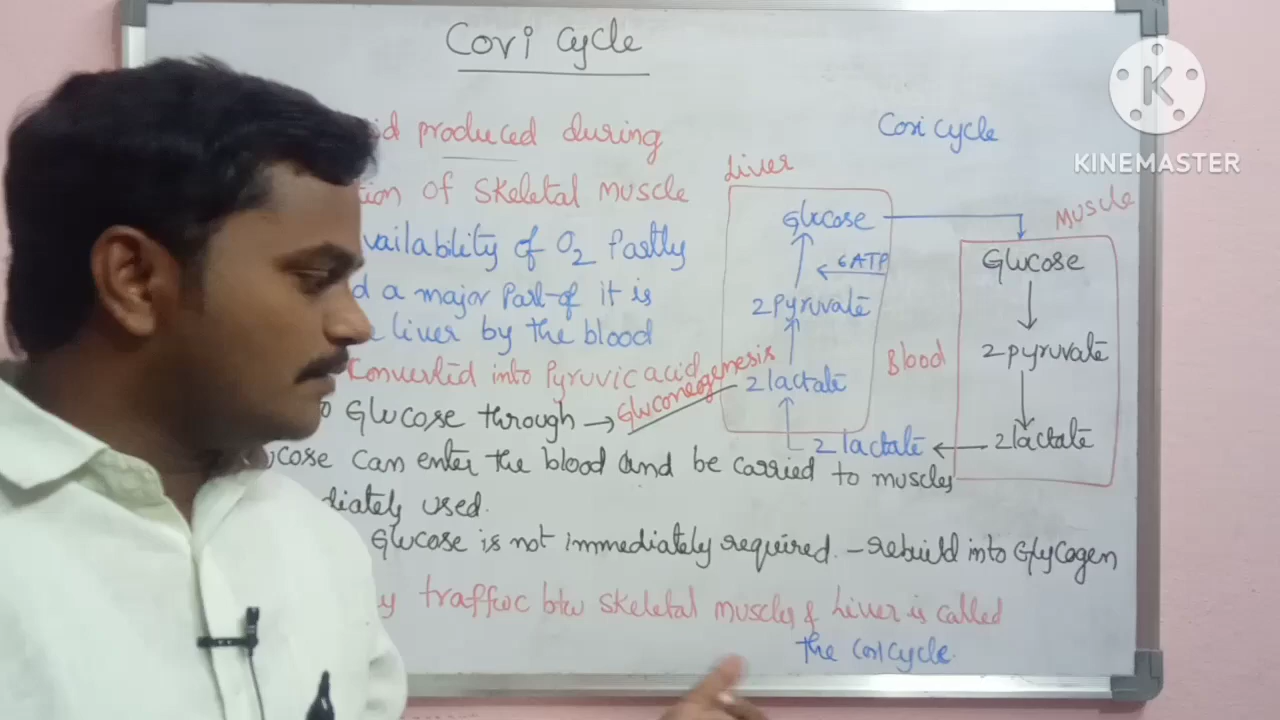 Cori Cycle
id produced during
tion of Skeletal Muscle
vailability of O2 Partly
d a major Part-of it is
liver by the blood
Converted into Pyruvic acid
Glucose through → Gluconeogenesis
ucose can enter the blood and be carried to muscles
diately used.
Glucose is not immediately required. - rebuild into Glycogen
y traffic btw skeletal muscles & Liver is called
the Cori cycle.
Cori cycle
Liver
Glucose
6 ATP
2 Pyruvate
2 lactate
2 lactate
Blood
Muscle
Glucose
2 pyruvate
2 lactate
K
KINEMASTER